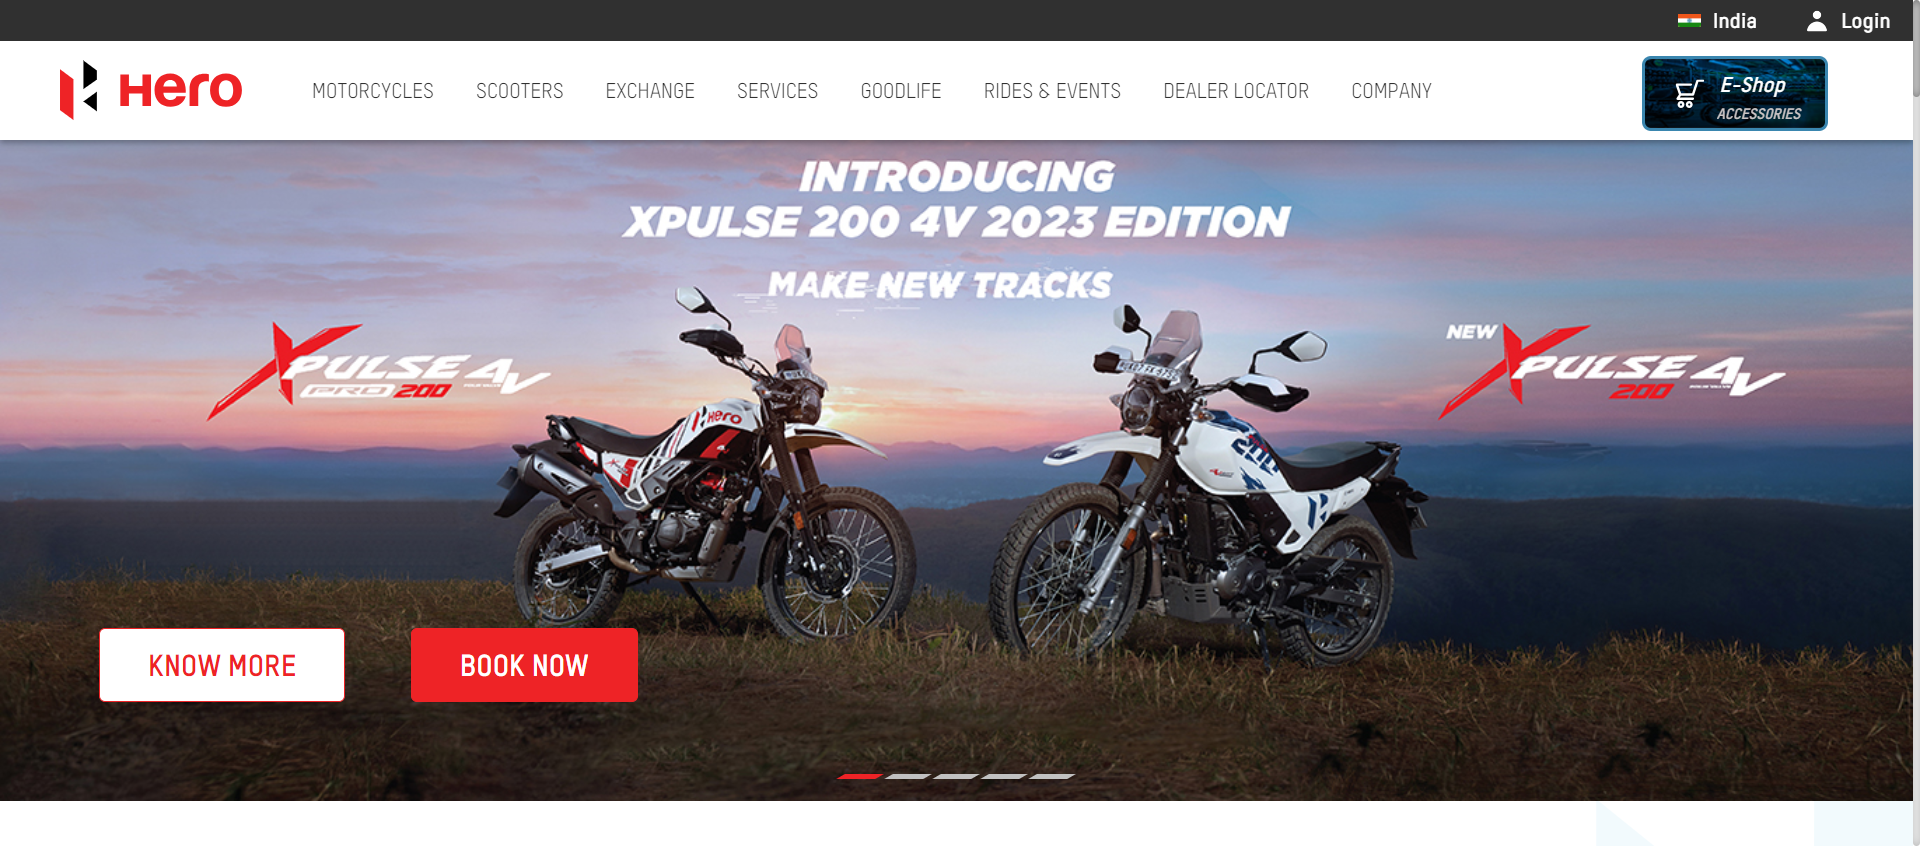 India
Login
Hero
MOTORCYCLES
SCOOTERS
EXCHANGE
SERVICES
GOODLIFE
RIDES & EVENTS
DEALER LOCATOR
COMPANY
E-Shop
ACCESSORIES
INTRODUCING
XPULSE 200 4V 2023 EDITION
MAKE NEW TRACKS
XPULSE 4V
PRO 200
NEW
XPULSE 4V
200
Hero
KNOW MORE
BOOK NOW